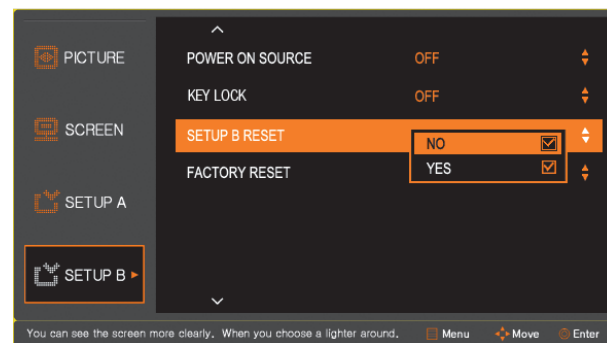 PICTURE
SCREEN
SETUP A
SETUP B
POWER ON SOURCE OFF
KEY LOCK OFF
SETUP B RESET
NO
YES
FACTORY RESET
You can see the screen more clearly. When you choose a lighter around. Menu Move Enter